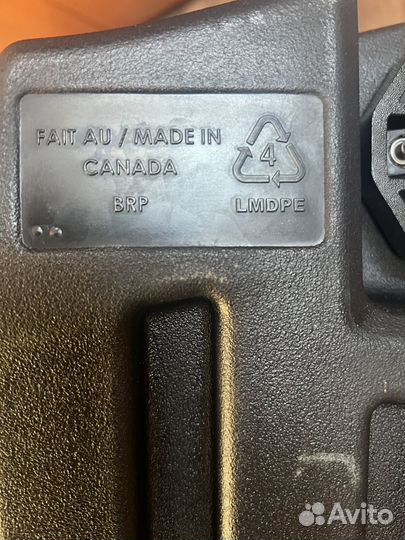 FAIT AU / MADE IN
CANADA
BRP
4
LMDPE
Avito